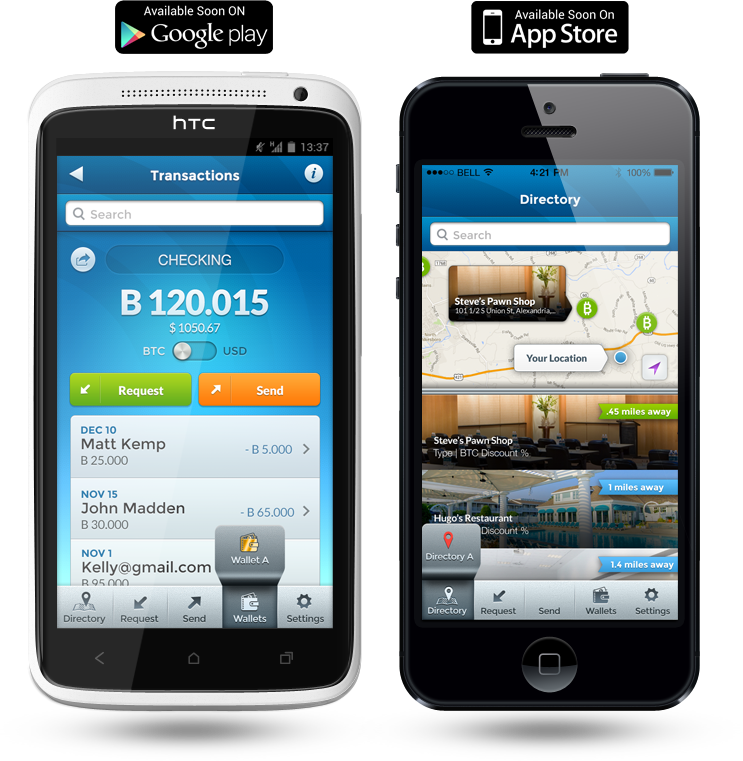 Available Soon ON
Google play
Available Soon On
App Store
hTC
13:37
Transactions
i
Search
CHECKING
B 120.015
$ 1050.67
BTC
USD
Request
Send
DEC 10
Matt Kemp
B 25.000
- B 5.000
NOV 15
John Madden
B 30.000
- B 65.000
NOV 1
Kelly@gmail.com
B 95.000
Wallet A
Directory
Request
Send
Wallets
Settings
BELL
4:21 PM
100%
Directory
Search
Steve's Pawn Shop
101 1/2 S Union St, Alexandria,...
Your Location
.45 miles away
Steve's Pawn Shop
Type | BTC Discount %
1 miles away
Hugo's Restaurant
Discount %
Directory A
1.4 miles away
Directory
Request
Send
Wallets
Settings